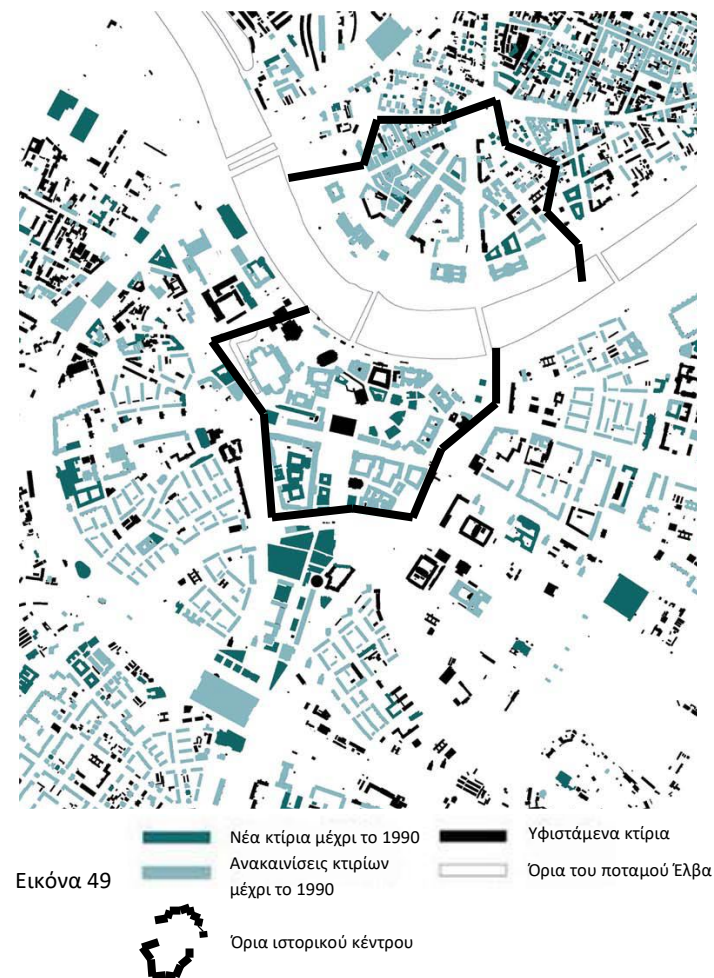 Νέα κτίρια μέχρι το 1990
Υφιστάμενα κτίρια
Ανακαινίσεις κτιρίων
μέχρι το 1990
Όρια του ποταμού Έλβα
Εικόνα 49
Όρια ιστορικού κέντρου